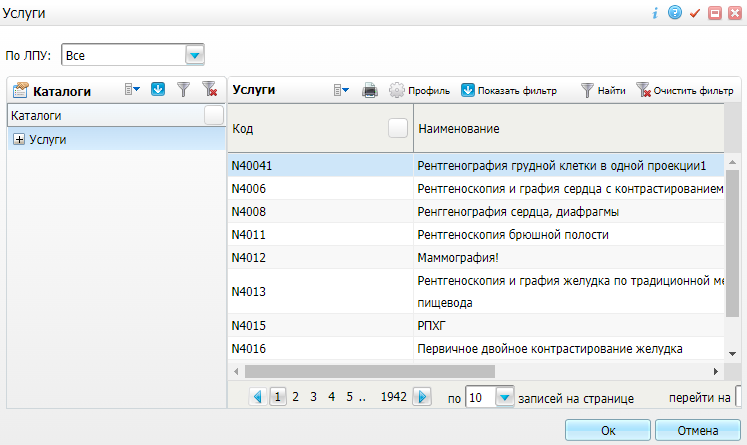 Услуги
По ЛПУ: Все
Каталоги
Каталоги
Услуги
Услуги Профиль Показать фильтр Найти Очистить фильтр
Код Наименование
N40041 Рентгенография грудной клетки в одной проекции1
N4006 Рентгеноскопия и графия сердца с контрастированием
N4008 Ренгтенография сердца, диафрагмы
N4011 Рентгеноскопия брюшной полости
N4012 Маммография!
N4013 Рентгеноскопия и графия желудка по традиционной ме
пищевода
N4015 РПХГ
N4016 Первичное двойное контрастирование желудка
1 2 3 4 5 .. 1942 по 10 записей на странице перейти на
Ок Отмена